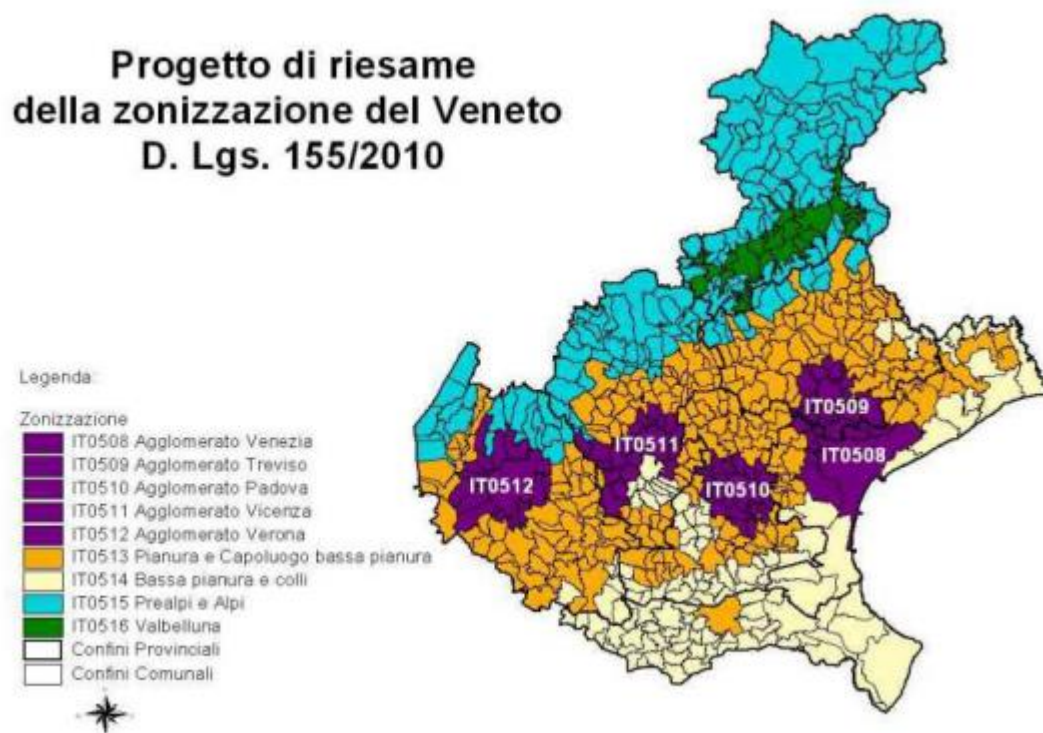 Progetto di riesame
della zonizzazione del Veneto
D. Lgs. 155/2010
Legenda:
Zonizzazione
IT0508 Agglomerato Venezia
IT0509 Agglomerato Treviso
IT0510 Agglomerato Padova
IT0511 Agglomerato Vicenza
IT0512 Agglomerato Verona
IT0513 Pianura e Capoluogo bassa pianura
IT0514 Bassa pianura e colli
IT0515 Prealpi e Alpi
IT0516 Valbelluna
Confini Provinciali
Confini Comunali
IT0509
IT0511
IT0508
IT0512
IT0510